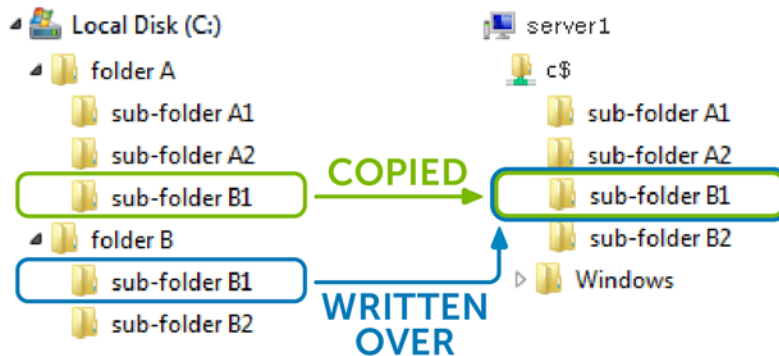 Local Disk (C:)
folder A
sub-folder A1
sub-folder A2
sub-folder B1
folder B
sub-folder B1
sub-folder B2
COPIED
WRITTEN
OVER
server1
c$
sub-folder A1
sub-folder A2
sub-folder B1
sub-folder B2
Windows